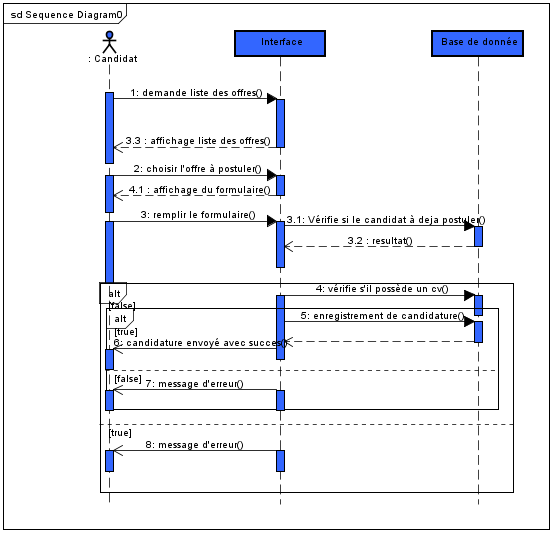 sd Sequence Diagram0
: Candidat
Interface
Base de donnée
1: demande liste des offres()
3.3 : affichage liste des offres()
2: choisir l'offre à postuler()
4.1 : affichage du formulaire()
3: remplir le formulaire()
3.1: Vérifie si le candidat à deja postuler()
3.2 : resultat()
alt
[false]
4: vérifie s'il possède un cv()
alt
5: enregistrement de candidature()
[true]
6: candidature envoyé avec succes()
[false]
7: message d'erreur()
[true]
8: message d'erreur()